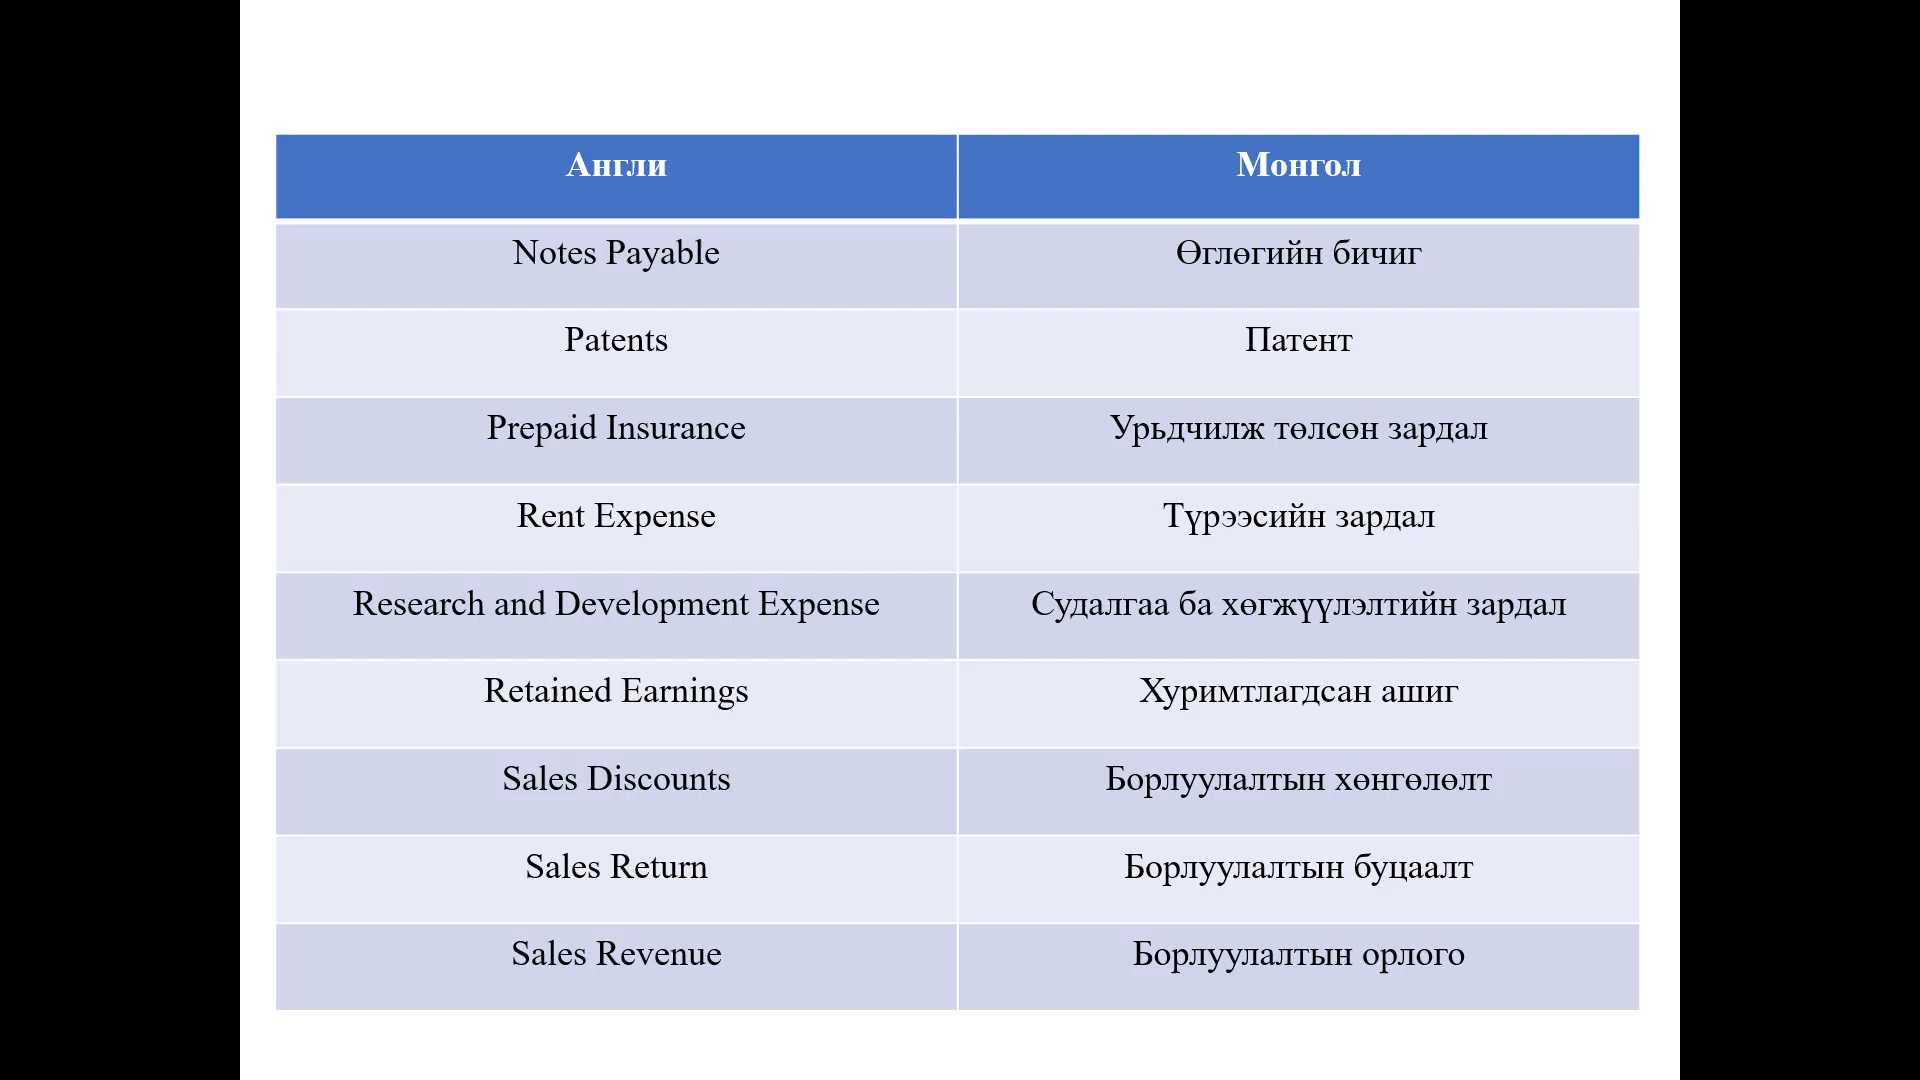 Англи Монгол
Notes Payable Өглөгийн бичиг
Patents Патент
Prepaid Insurance Урьдчилж төлсөн зардал
Rent Expense Түрээсийн зардал
Research and Development Expense Судалгаа ба хөгжүүлэлтийн зардал
Retained Earnings Хуримтлагдсан ашиг
Sales Discounts Борлуулалтын хөнгөлөлт
Sales Return Борлуулалтын буцаалт
Sales Revenue Борлуулалтын орлого